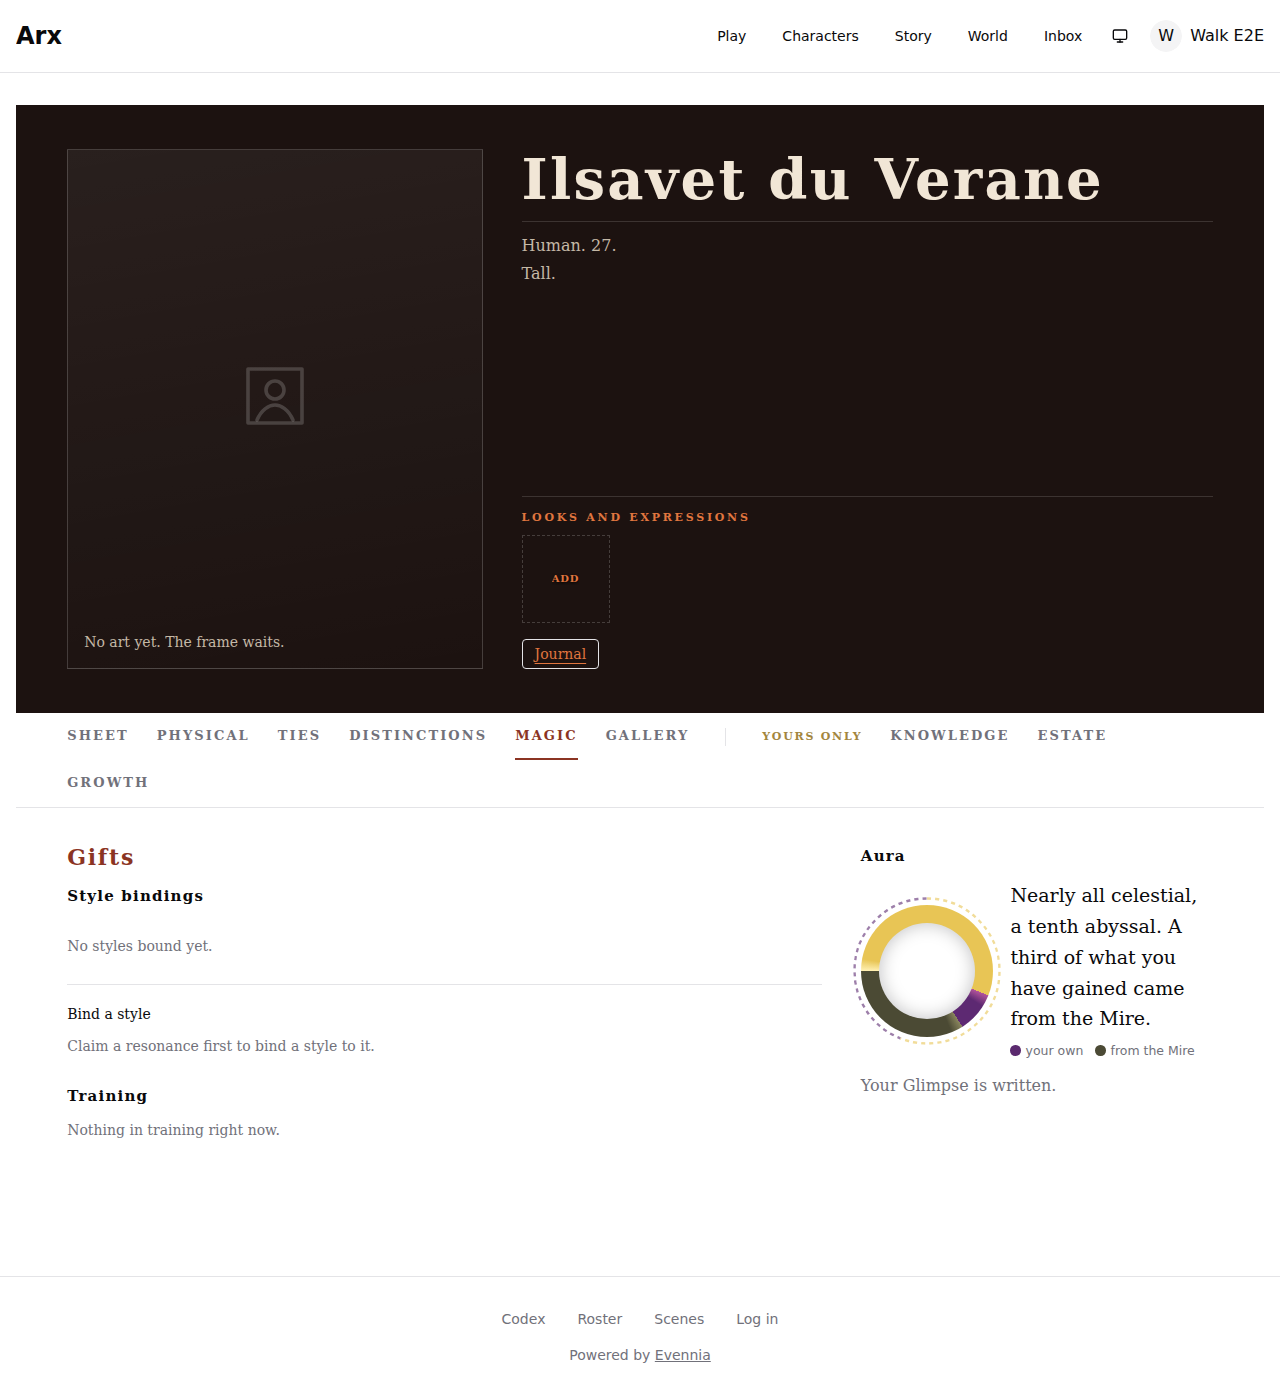 Arx
Play Characters Story World Inbox W Walk E2E
Ilsavet du Verane
Human. 27.
Tall.
No art yet. The frame waits.
LOOKS AND EXPRESSIONS
ADD
Journal
SHEET PHYSICAL TIES DISTINCTIONS MAGIC GALLERY YOURS ONLY KNOWLEDGE ESTATE
GROWTH
Gifts
Style bindings
No styles bound yet.
Bind a style
Claim a resonance first to bind a style to it.
Training
Nothing in training right now.
Aura
Nearly all celestial,
a tenth abyssal. A
third of what you
have gained came
from the Mire.
your own from the Mire
Your Glimpse is written.
Codex Roster Scenes Log in
Powered by Evennia